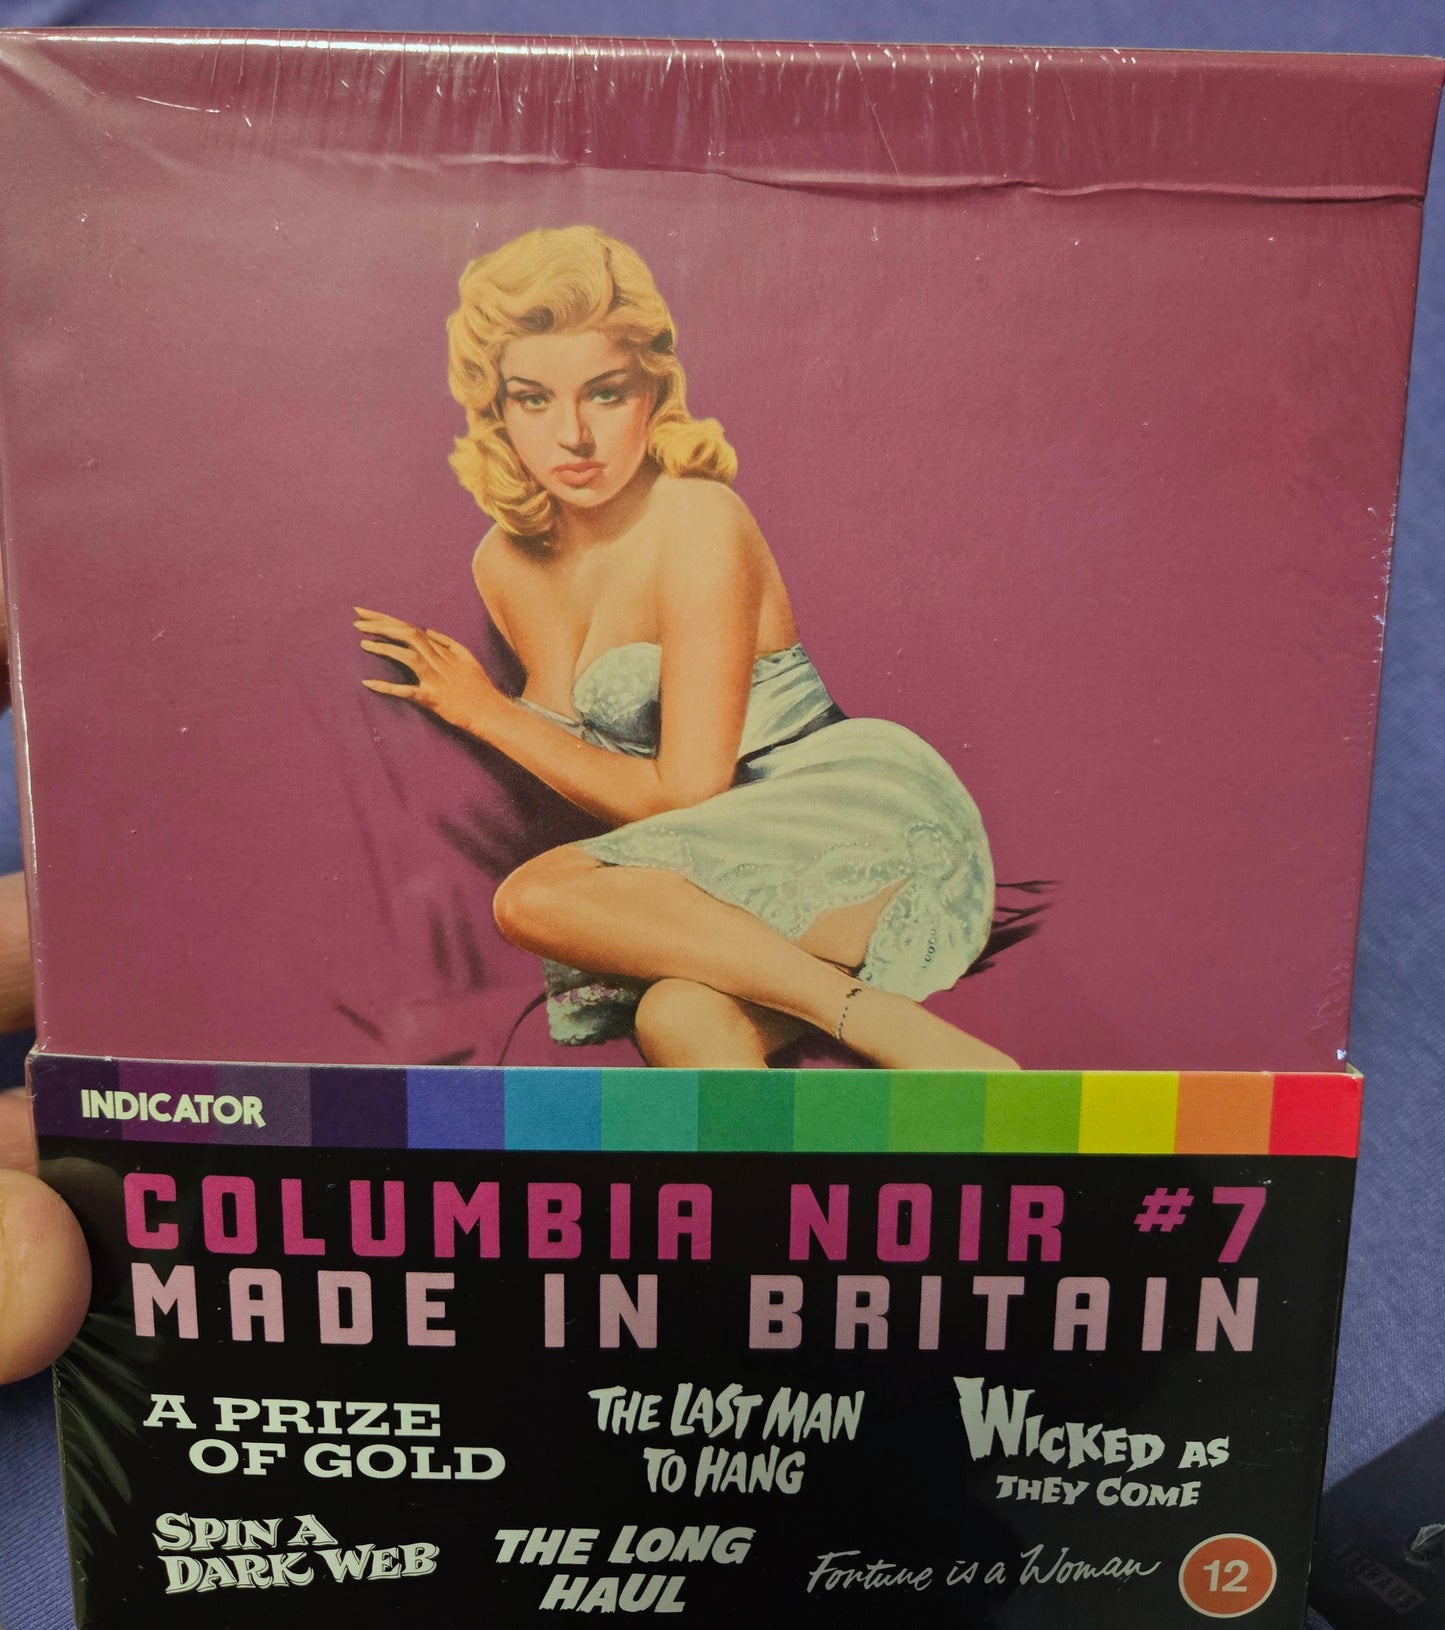 INDICATOR
COLUMBIA NOIR #7
MADE IN BRITAIN
A PRIZE
OF GOLD
THE LAST MAN
TO HANG
WICKED AS
THEY COME
SPIN A
DARK WEB
THE LONG
HAUL
Fortune is a Woman
12